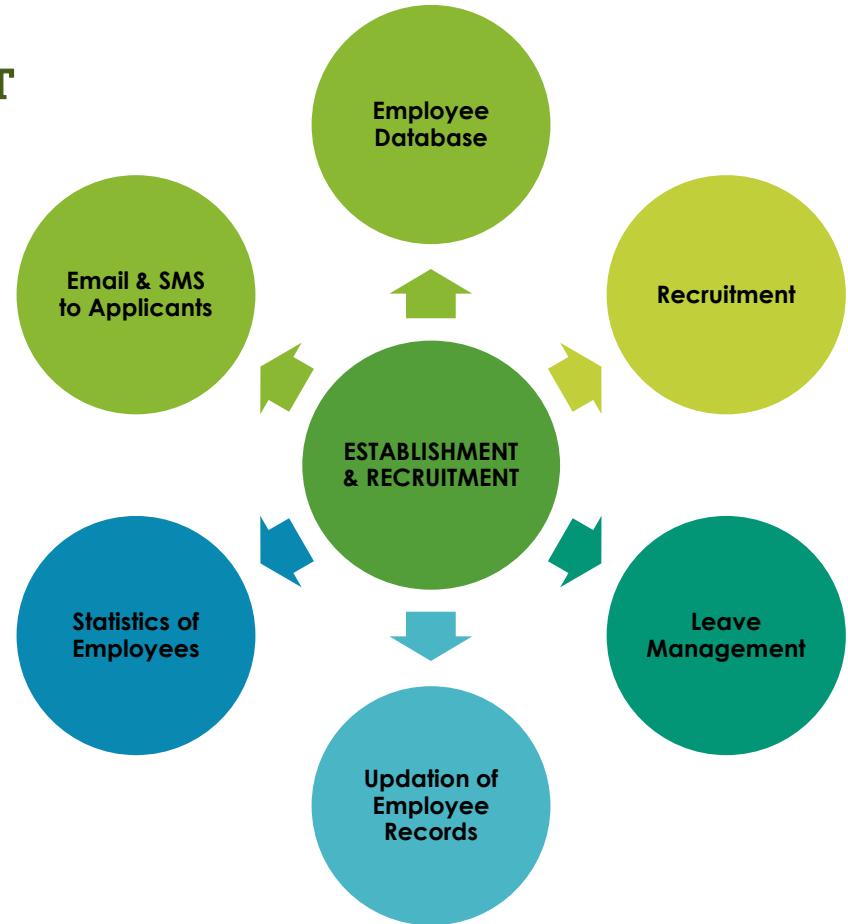 T
Employee
Database
Recruitment
Leave
Management
Updation of
Employee
Records
Statistics of
Employees
Email & SMS
to Applicants
ESTABLISHMENT
& RECRUITMENT